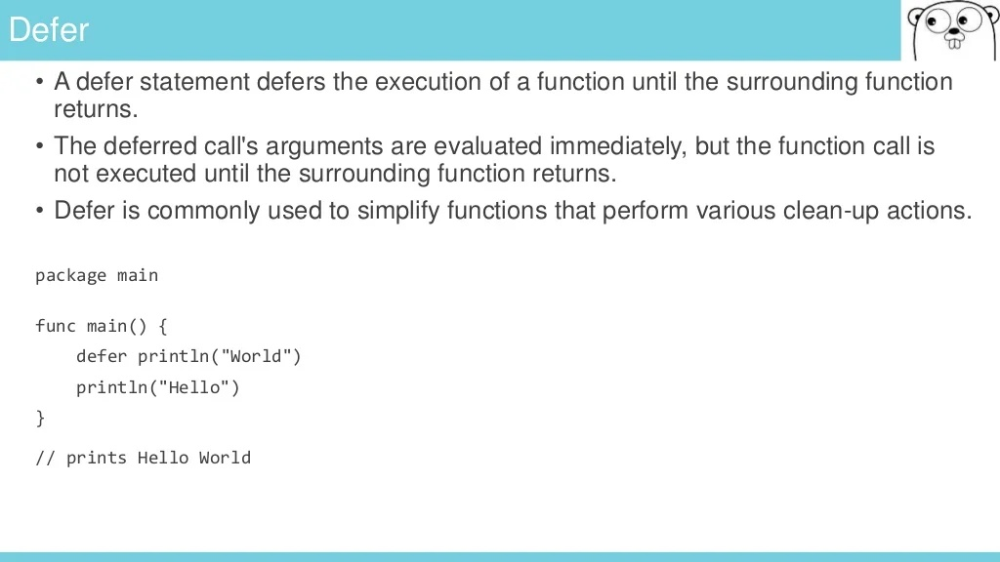 Defer
• A defer statement defers the execution of a function until the surrounding function
returns.
• The deferred call's arguments are evaluated immediately, but the function call is
not executed until the surrounding function returns.
• Defer is commonly used to simplify functions that perform various clean-up actions.
package main
func main() {
    defer println("World")
    println("Hello")
}
// prints Hello World